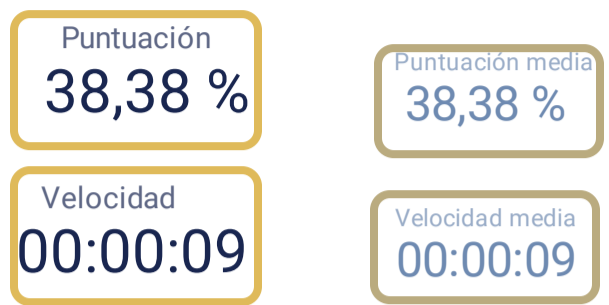 Puntuación
38,38 %
Puntuación media
38,38 %
Velocidad
00:00:09
Velocidad media
00:00:09